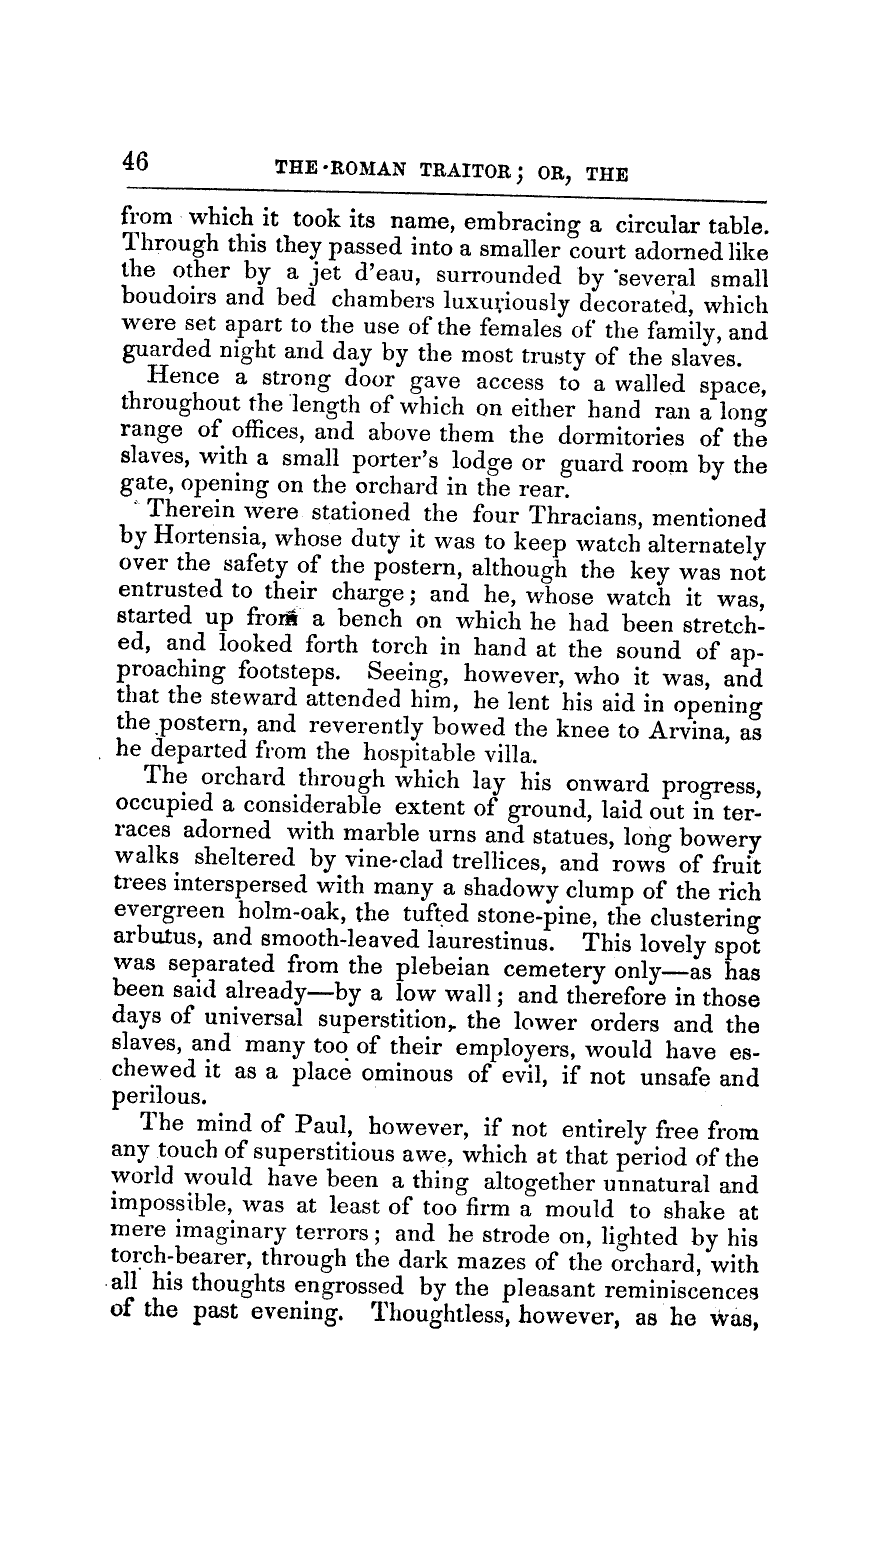 46 THE ROMAN TRAITOR; OR, THE
from which it took its name, embracing a circular table.
Through this they passed into a smaller court adorned like
the other by a jet d'eau, surrounded by several small
boudoirs and bed chambers luxuriously decorated, which
were set apart to the use of the females of the family, and
guarded night and day by the most trusty of the slaves.
Hence a strong door gave access to a walled space,
throughout the length of which on either hand ran a long
range of offices, and above them the dormitories of the
slaves, with a small porter's lodge or guard room by the
gate, opening on the orchard in the rear.
Therein were stationed the four Thracians, mentioned
by Hortensia, whose duty it was to keep watch alternately
over the safety of the postern, although the key was not
entrusted to their charge; and he, whose watch it was,
started up from a bench on which he had been stretch-
ed, and looked forth torch in hand at the sound of ap-
proaching footsteps. Seeing, however, who it was, and
that the steward attended him, he lent his aid in opening
the postern, and reverently bowed the knee to Arvina, as
he departed from the hospitable villa.
The orchard through which lay his onward progress,
occupied a considerable extent of ground, laid out in ter-
races adorned with marble urns and statues, long bowery
walks sheltered by vine-clad trellices, and rows of fruit
trees interspersed with many a shadowy clump of the rich
evergreen holm-oak, the tufted stone-pine, the clustering
arbutus, and smooth-leaved laurestinus. This lovely spot
was separated from the plebeian cemetery only—as has
been said already—by a low wall; and therefore in those
days of universal superstition, the lower orders and the
slaves, and many too of their employers, would have es-
chewed it as a place ominous of evil, if not unsafe and
perilous.
The mind of Paul, however, if not entirely free from
any touch of superstitious awe, which at that period of the
world would have been a thing altogether unnatural and
impossible, was at least of too firm a mould to shake at
mere imaginary terrors; and he strode on, lighted by his
torch-bearer, through the dark mazes of the orchard, with
all his thoughts engrossed by the pleasant reminiscences
of the past evening. Thoughtless, however, as he was,